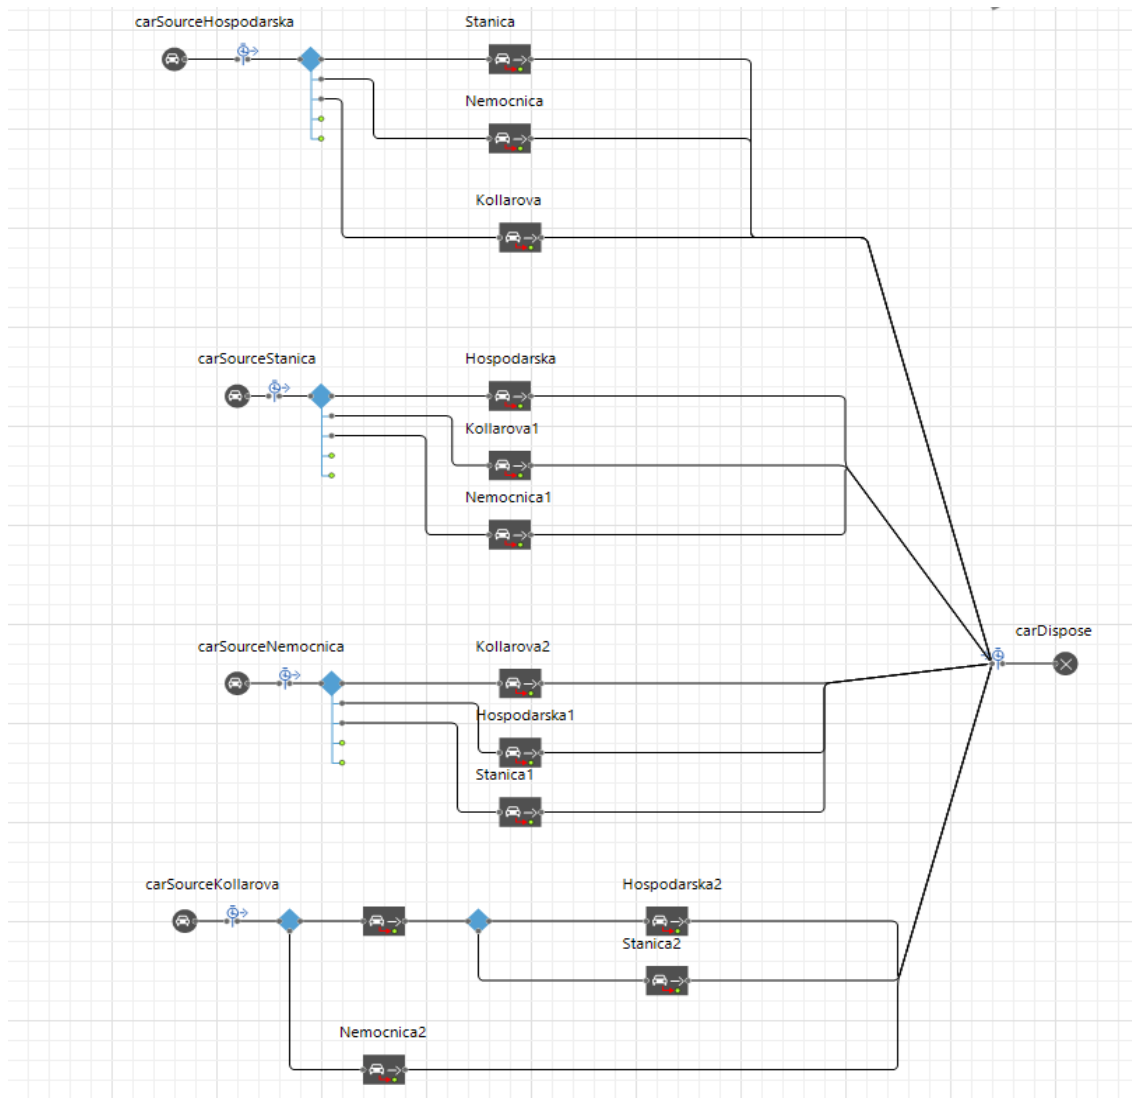 carSourceHospodarska
Stanica
Nemocnica
Kollarova
carSourceStanica
Hospodarska
Kollarova1
Nemocnica1
carSourceNemocnica
Kollarova2
Hospodarska1
Stanica1
carDispose
carSourceKollarova
Hospodarska2
Stanica2
Nemocnica2